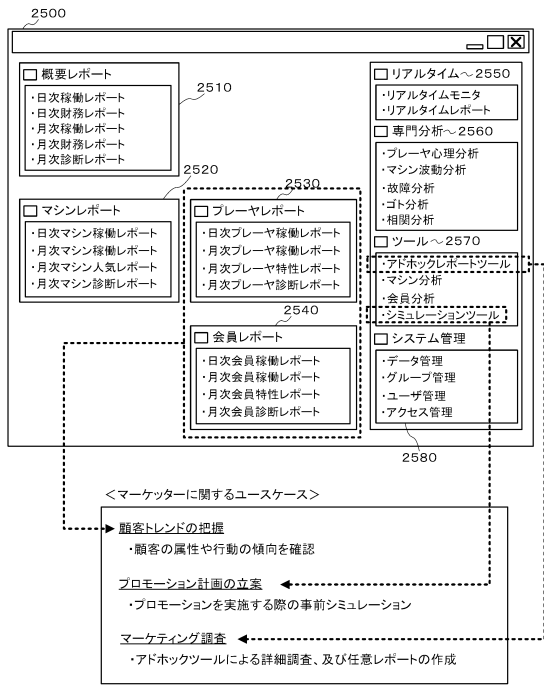 2500
概要レポート
・日次稼働レポート
・日次財務レポート
・月次稼働レポート
・月次財務レポート
・月次診断レポート
2510
2520
マシンレポート
・日次マシン稼働レポート
・月次マシン稼働レポート
・月次マシン人気レポート
・月次マシン診断レポート
2530
プレーヤレポート
・日次プレーヤ稼働レポート
・月次プレーヤ稼働レポート
・月次プレーヤ特性レポート
・月次プレーヤ診断レポート
2540
会員レポート
・日次会員稼働レポート
・月次会員稼働レポート
・月次会員特性レポート
・月次会員診断レポート
リアルタイム～2550
・リアルタイムモニタ
・リアルタイムレポート
専門分析～2560
・プレーヤ心理分析
・マシン波動分析
・故障分析
・ゴト分析
・相関分析
ツール～2570
・アドホックレポートツール
・マシン分析
・会員分析
・シミュレーションツール
システム管理
・データ管理
・グループ管理
・ユーザ管理
・アクセス管理
2580
＜マーケッターに関するユースケース＞
顧客トレンドの把握
・顧客の属性や行動の傾向を確認
プロモーション計画の立案
・プロモーションを実施する際の事前シミュレーション
マーケティング調査
・アドホックツールによる詳細調査、及び任意レポートの作成